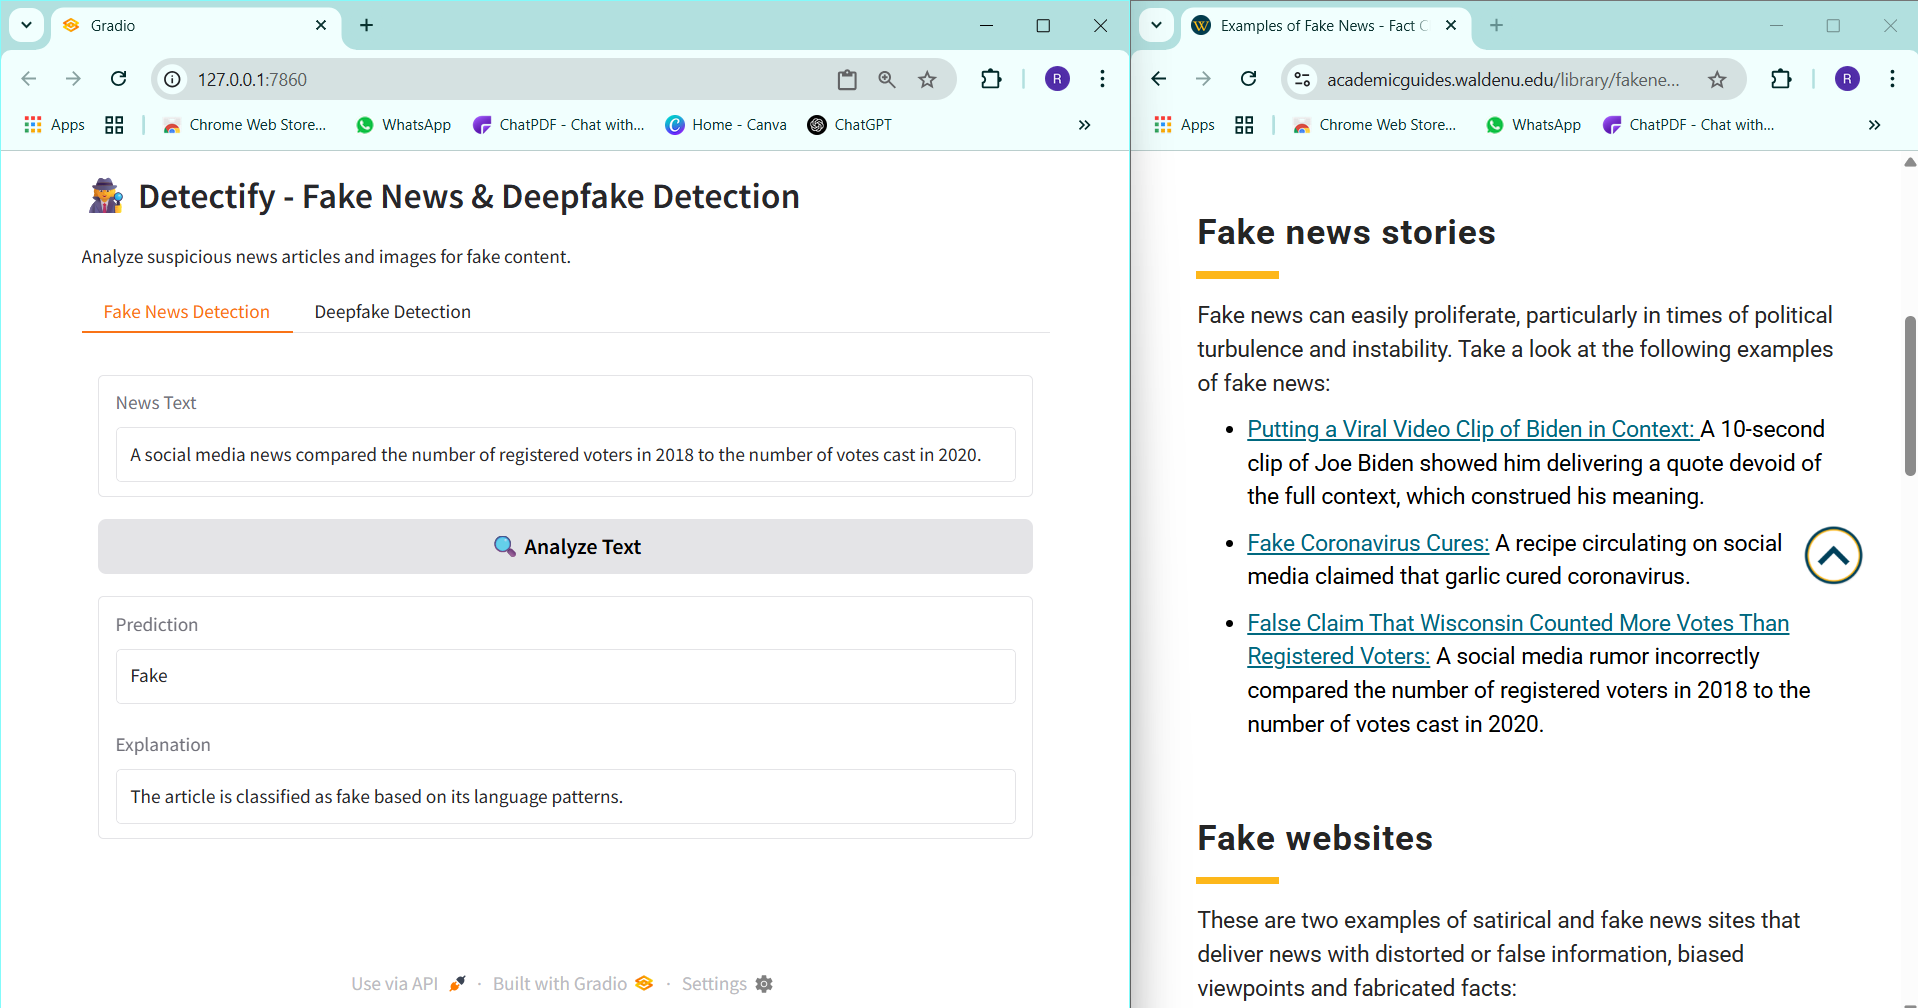 Gradio
127.0.0.1:7860
R
Apps
Chrome Web Store...
WhatsApp
ChatPDF - Chat with...
Home - Canva
ChatGPT
Detectify - Fake News & Deepfake Detection
Analyze suspicious news articles and images for fake content.
Fake News Detection
Deepfake Detection
News Text
A social media news compared the number of registered voters in 2018 to the number of votes cast in 2020.
Analyze Text
Prediction
Fake
Explanation
The article is classified as fake based on its language patterns.
Use via API · Built with Gradio · Settings
W
Examples of Fake News - Fact C
academicguides.waldenu.edu/library/fakene...
R
Apps
Chrome Web Store...
WhatsApp
ChatPDF - Chat with...
Fake news stories
Fake news can easily proliferate, particularly in times of political
turbulence and instability. Take a look at the following examples
of fake news:
• Putting a Viral Video Clip of Biden in Context: A 10-second
clip of Joe Biden showed him delivering a quote devoid of
the full context, which construed his meaning.
• Fake Coronavirus Cures: A recipe circulating on social
media claimed that garlic cured coronavirus.
• False Claim That Wisconsin Counted More Votes Than
Registered Voters: A social media rumor incorrectly
compared the number of registered voters in 2018 to the
number of votes cast in 2020.
Fake websites
These are two examples of satirical and fake news sites that
deliver news with distorted or false information, biased
viewpoints and fabricated facts: